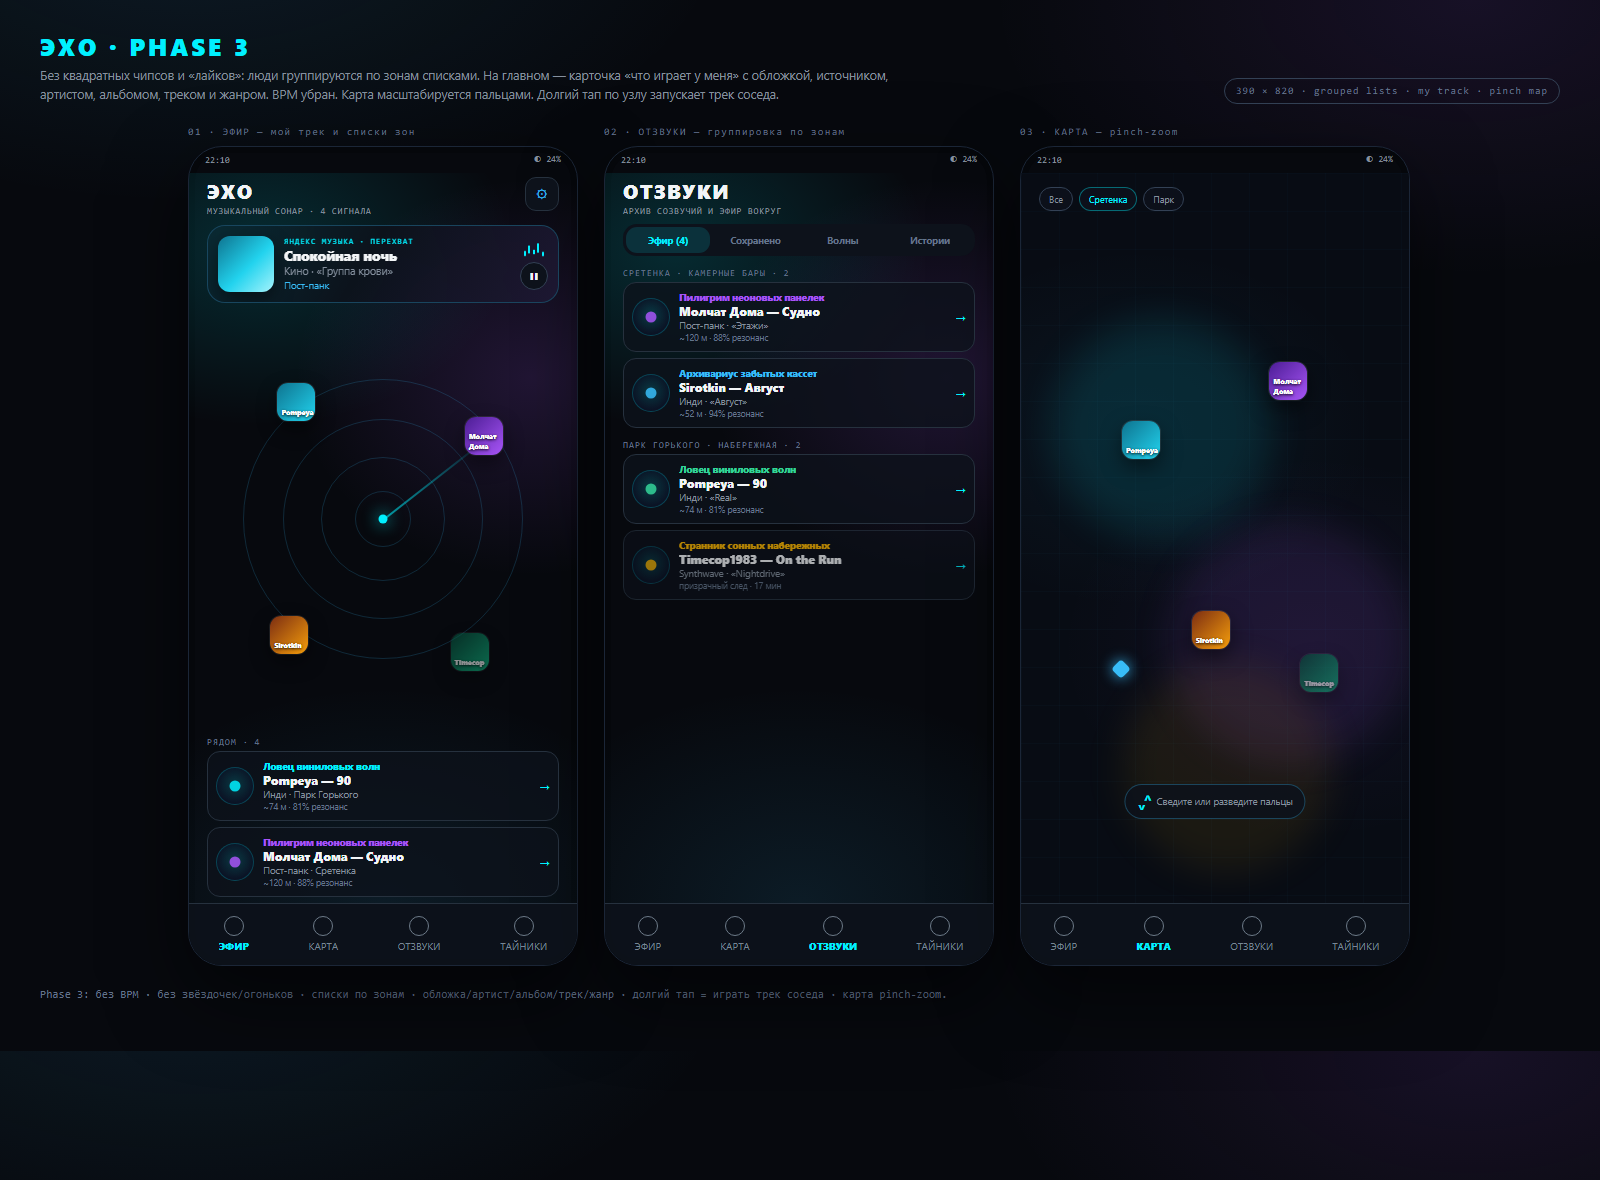 ЭХО · PHASE 3
Без квадратных чипсов и «лайков»: люди группируются по зонам списками. На главном — карточка «что играет у меня» с обложкой, источником,
артистом, альбомом, треком и жанром. BPM убран. Карта масштабируется пальцами. Долгий тап по узлу запускает трек соседа.
390 × 820 · grouped lists · my track · pinch map
01 · ЭФИР — мой трек и списки зон
22:10
◐ 24%
ЭХО
МУЗЫКАЛЬНЫЙ СОНАР · 4 СИГНАЛА
ЯНДЕКС МУЗЫКА · ПЕРЕХВАТ
Спокойная ночь
Кино · «Группа крови»
Пост-панк
Pompeya
Молчат
Дома
Sirotkin
Timecop
РЯДОМ · 4
Ловец виниловых волн
Pompeya — 90
Инди · Парк Горького
~74 м · 81% резонанс
→
Пилигрим неоновых панелек
Молчат Дома — Судно
Пост-панк · Сретенка
~120 м · 88% резонанс
→
ЭФИР
КАРТА
ОТЗВУКИ
ТАЙНИКИ
02 · ОТЗВУКИ — группировка по зонам
22:10
◐ 24%
ОТЗВУКИ
АРХИВ СОЗВУЧИЙ И ЭФИР ВОКРУГ
Эфир (4)
Сохранено
Волны
Истории
СРЕТЕНКА · КАМЕРНЫЕ БАРЫ · 2
Пилигрим неоновых панелек
Молчат Дома — Судно
Пост-панк · «Этажи»
~120 м · 88% резонанс
→
Архивариус забытых кассет
Sirotkin — Август
Инди · «Август»
~52 м · 94% резонанс
→
ПАРК ГОРЬКОГО · НАБЕРЕЖНАЯ · 2
Ловец виниловых волн
Pompeya — 90
Инди · «Real»
~74 м · 81% резонанс
→
Странник сонных набережных
Timecop1983 — On the Run
Synthwave · «Nightdrive»
призрачный след · 17 мин
→
ЭФИР
КАРТА
ОТЗВУКИ
ТАЙНИКИ
03 · КАРТА — pinch-zoom
22:10
◐ 24%
Все
Сретенка
Парк
Молчат
Дома
Pompeya
Sirotkin
Timecop
Сведите или разведите пальцы
ЭФИР
КАРТА
ОТЗВУКИ
ТАЙНИКИ
Phase 3: без BPM · без звёздочек/огоньков · списки по зонам · обложка/артист/альбом/трек/жанр · долгий тап = играть трек соседа · карта pinch-zoom.